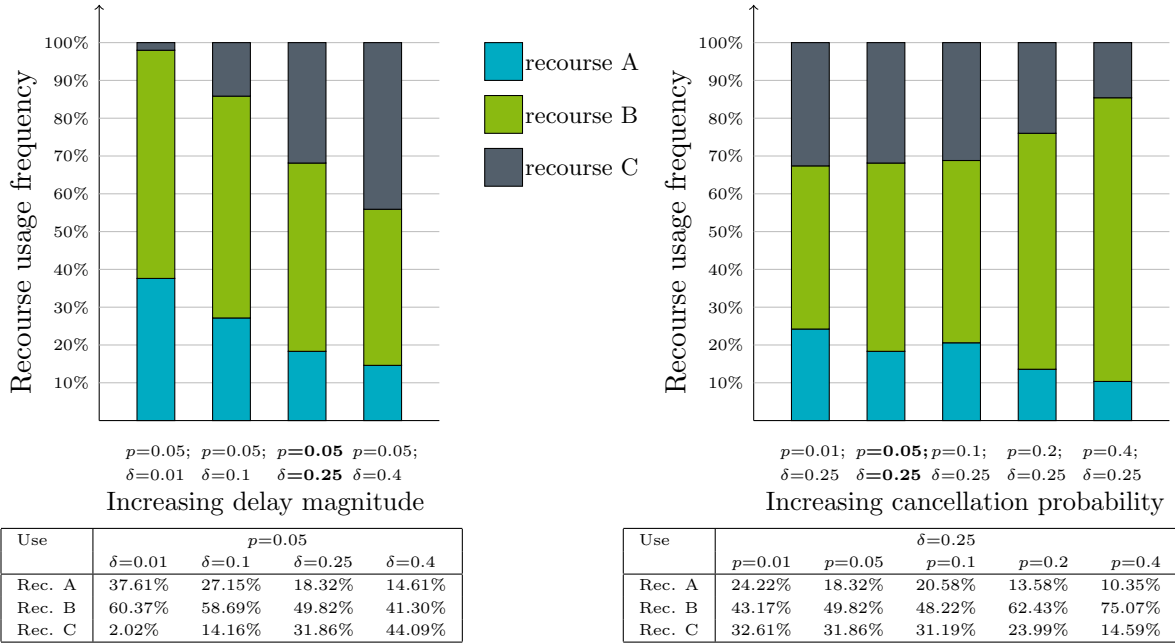 Recourse usage frequency
100%
90%
80%
70%
60%
50%
40%
30%
20%
10%
p=0.05; p=0.05; p=0.05 p=0.05;
δ=0.01 δ=0.1 δ=0.25 δ=0.4
Increasing delay magnitude
recourse A
recourse B
recourse C
Recourse usage frequency
100%
90%
80%
70%
60%
50%
40%
30%
20%
10%
p=0.01; p=0.05; p=0.1; p=0.2; p=0.4;
δ=0.25 δ=0.25 δ=0.25 δ=0.25 δ=0.25
Increasing cancellation probability
Use p=0.05
δ=0.01 δ=0.1 δ=0.25 δ=0.4
Rec. A 37.61% 27.15% 18.32% 14.61%
Rec. B 60.37% 58.69% 49.82% 41.30%
Rec. C 2.02% 14.16% 31.86% 44.09%
Use δ=0.25
p=0.01 p=0.05 p=0.1 p=0.2 p=0.4
Rec. A 24.22% 18.32% 20.58% 13.58% 10.35%
Rec. B 43.17% 49.82% 48.22% 62.43% 75.07%
Rec. C 32.61% 31.86% 31.19% 23.99% 14.59%